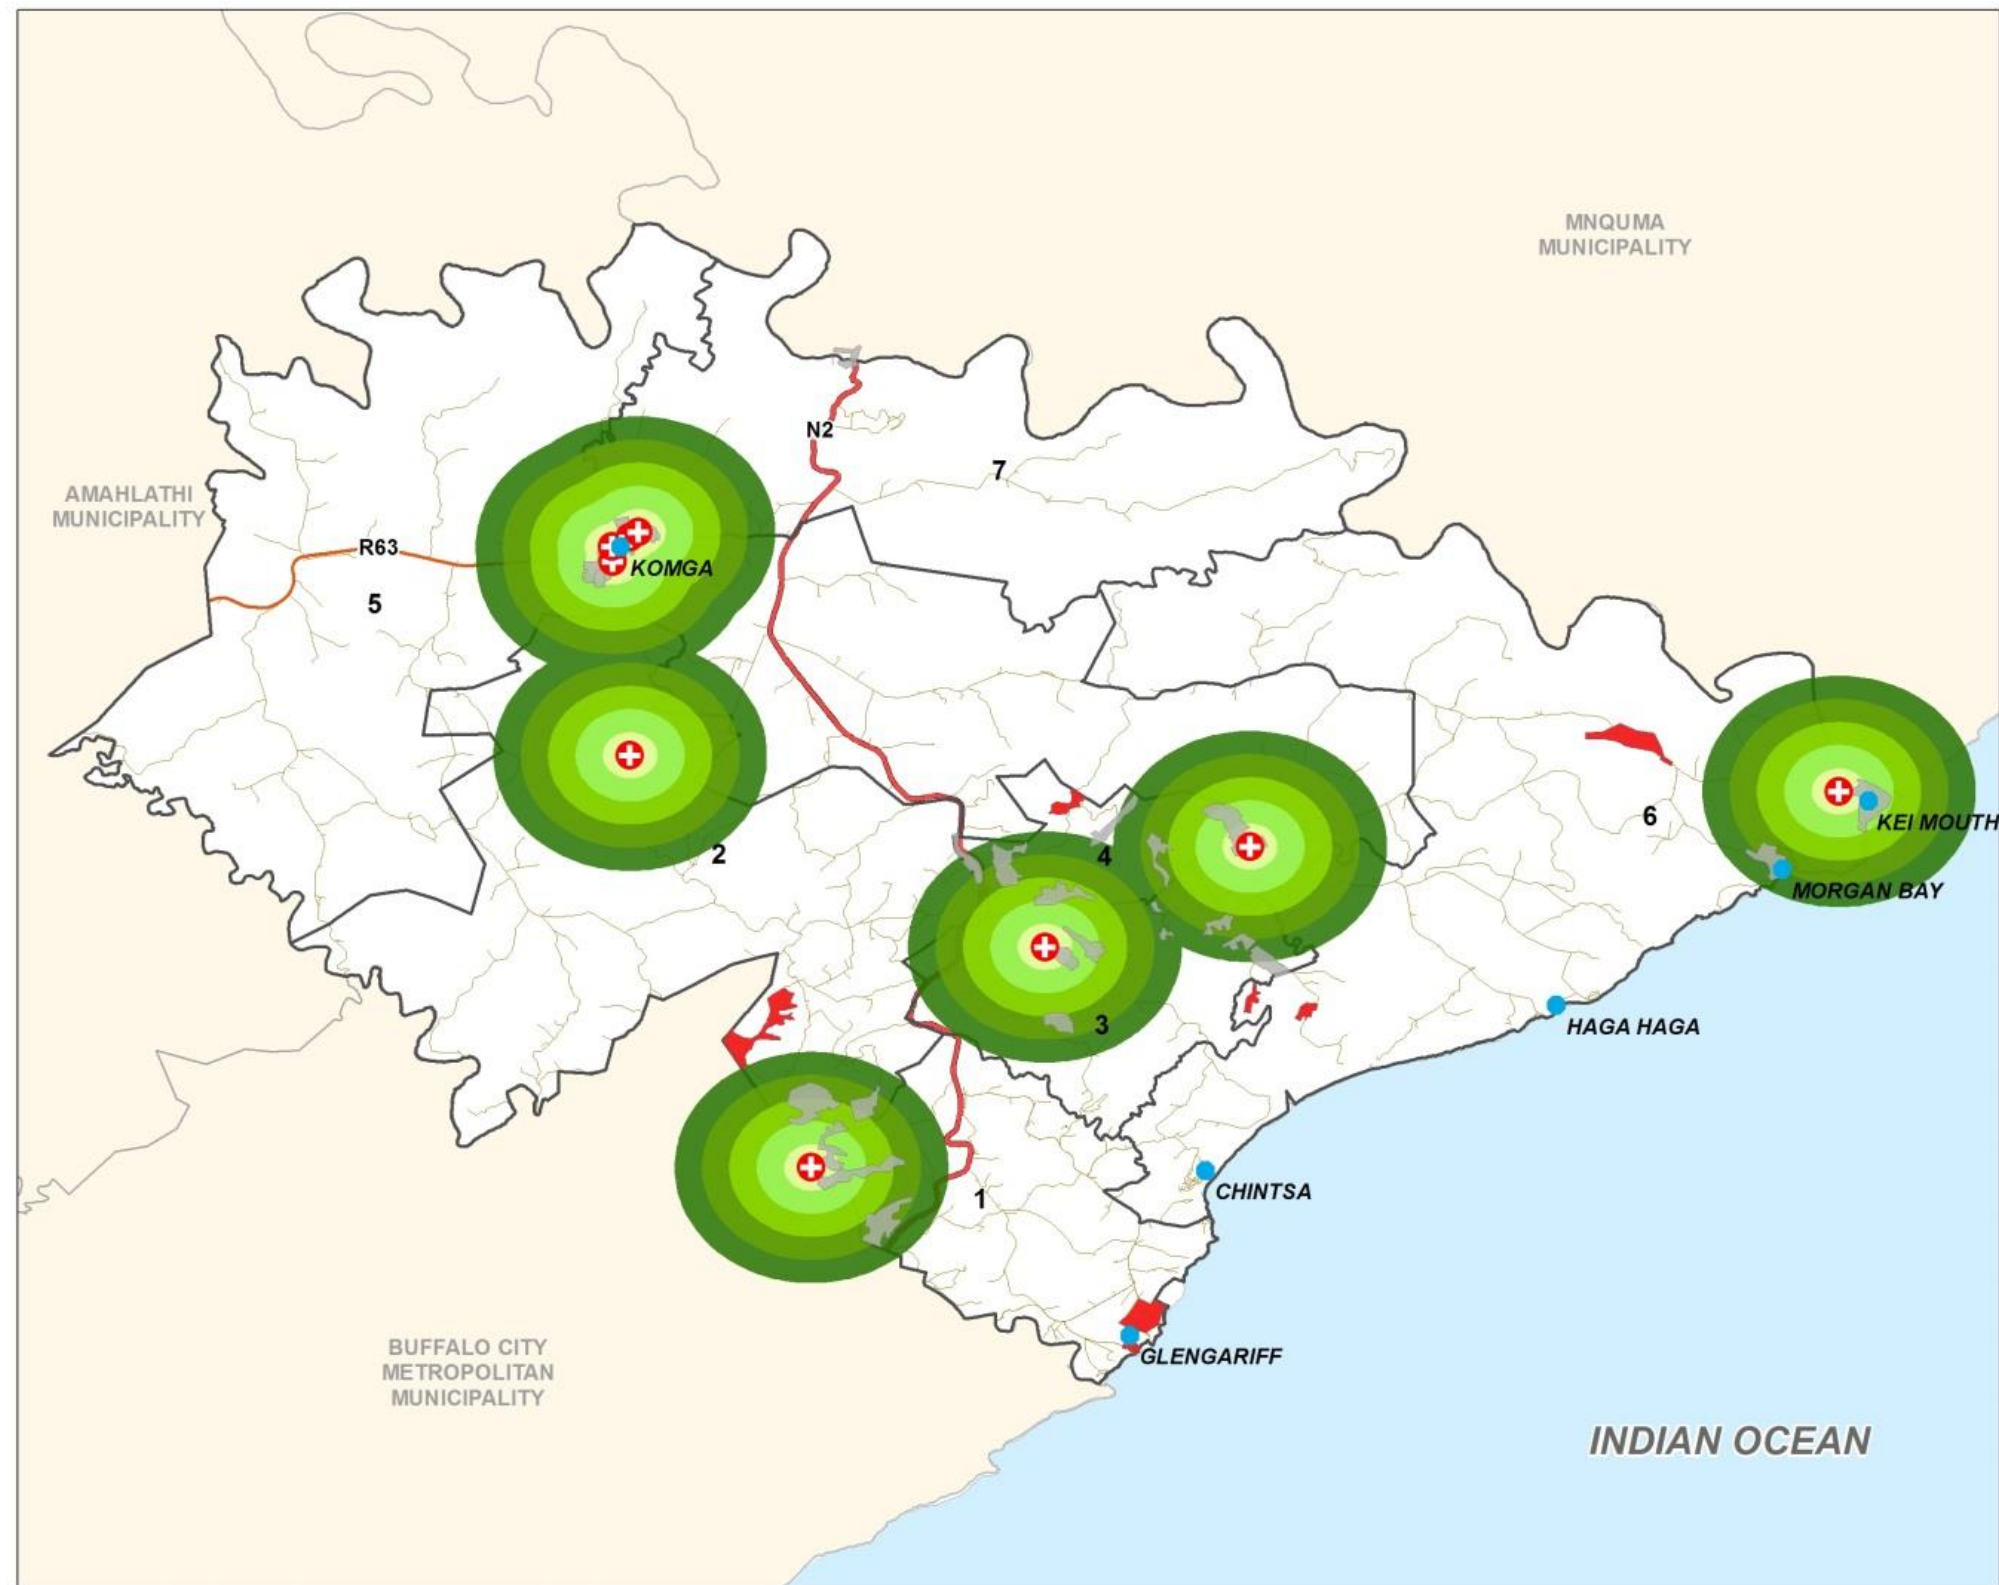 MNQUMA
MUNICIPALITY
N2
7
AMAHLATHI
MUNICIPALITY
R63
KOMGA
5
6
KEI MOUTH
2
4
MORGAN BAY
3
HAGA HAGA
CHINTSA
1
BUFFALO CITY
METROPOLITAN
MUNICIPALITY
GLENGARIFF
INDIAN OCEAN